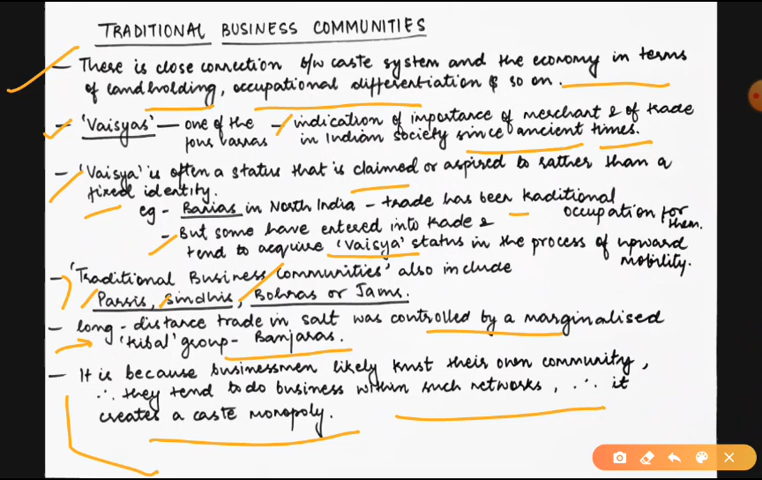 TRADITIONAL BUSINESS COMMUNITIES
- There is close connection b/w caste system and the economy in terms
of landholding, occupational differentiation & so on.
- 'Vaisyas' - one of the four varnas - indication of importance of merchant & of trade
in Indian society since ancient times.
- 'Vaisya' is often a status that is claimed or aspired to rather than a
fixed identity.
eg - Banias in North India - trade has been traditional
occupation for them.
- But some have entered into trade &
tend to acquire 'Vaisya' status in the process of upward
mobility.
- 'Traditional Business Communities' also include
Parsis, Sindhis, Bohras or Jains.
- long-distance trade in salt was controlled by a marginalised
'tribal' group - Banjaras.
- It is because businessmen likely trust their own community,
∴ they tend to do business within such networks, ∴ it
creates a caste monopoly.